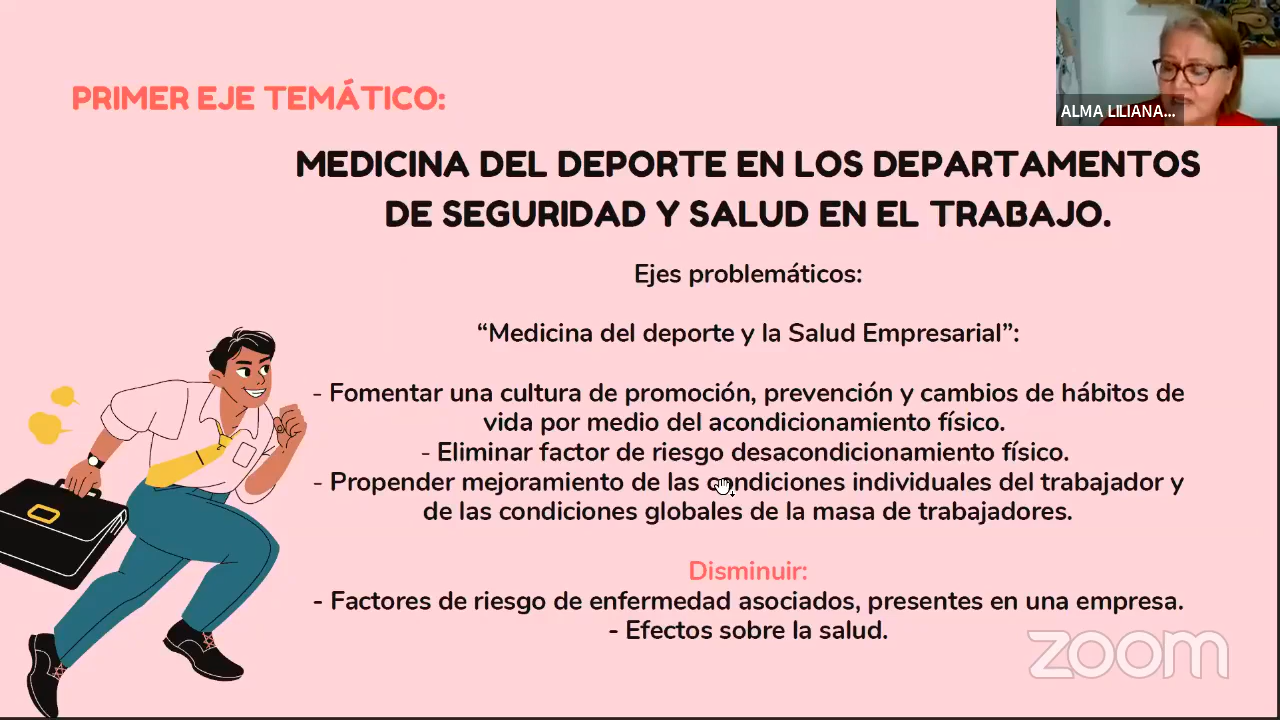 ALMA LILIANA...
PRIMER EJE TEMÁTICO:
MEDICINA DEL DEPORTE EN LOS DEPARTAMENTOS
DE SEGURIDAD Y SALUD EN EL TRABAJO.
Ejes problemáticos:
“Medicina del deporte y la Salud Empresarial”:
- Fomentar una cultura de promoción, prevención y cambios de hábitos de
vida por medio del acondicionamiento físico.
- Eliminar factor de riesgo desacondicionamiento físico.
- Propender mejoramiento de las condiciones individuales del trabajador y
de las condiciones globales de la masa de trabajadores.
Disminuir:
- Factores de riesgo de enfermedad asociados, presentes en una empresa.
- Efectos sobre la salud.
zoom